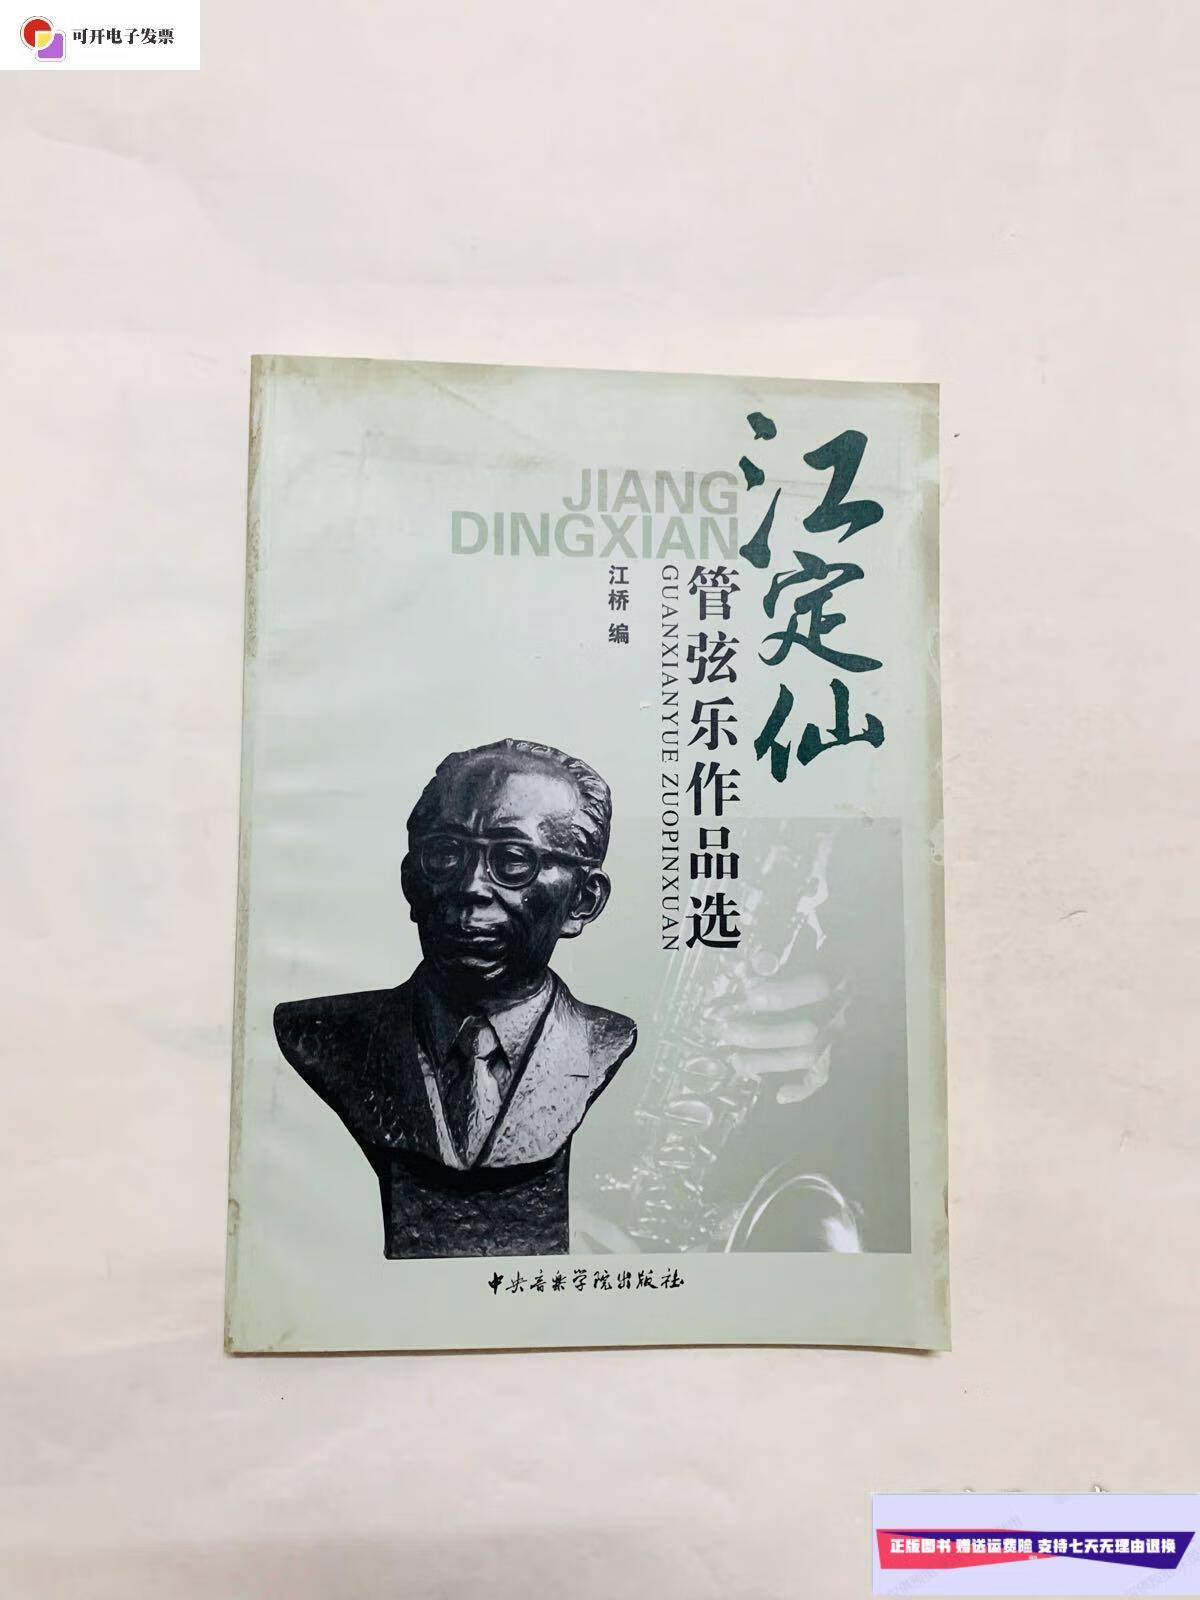 可开电子发票
江定仙
JIANG
DINGXIAN
管弦乐作品选
GUANXIANYUE ZUOPINXUAN
江桥 编
中央音乐学院出版社
正版图书 赠送运费险 支持七天无理由退换